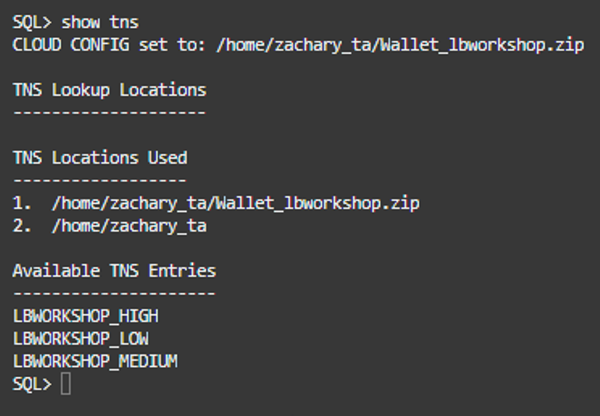 SQL> show tns
CLOUD CONFIG set to: /home/zachary_ta/Wallet_lbworkshop.zip
TNS Lookup Locations
--------------------
TNS Locations Used
------------------
1.  /home/zachary_ta/Wallet_lbworkshop.zip
2.  /home/zachary_ta
Available TNS Entries
---------------------
LBWORKSHOP_HIGH
LBWORKSHOP_LOW
LBWORKSHOP_MEDIUM
SQL>